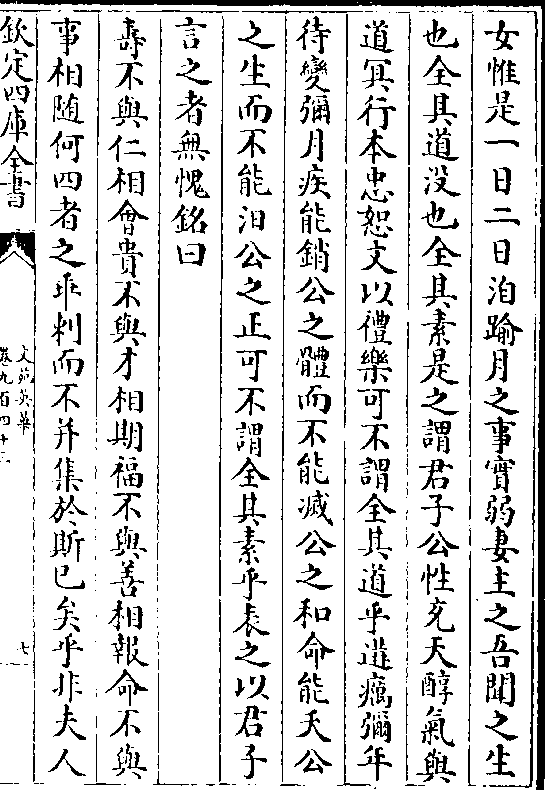 女惟是一日二日洎踰月之事實弱妻主之吾聞之生
也全其道没也全其素是之謂君子公性充天醇氣與
道冥行本忠恕文以禮樂可不謂全其道乎遘癘彌年
待變彌月疾能銷公之體而不能滅公之和命能夭公
之生而不能汨公之正可不謂全其素乎表之以君子
言之者無愧銘曰
壽不與仁相會貴不與才相期福不與善相報命不與
事相随何四者之乖刺而不并集於斯已矣乎非夫人
欽定四庫全書
文苑英華
卷九百四十
七